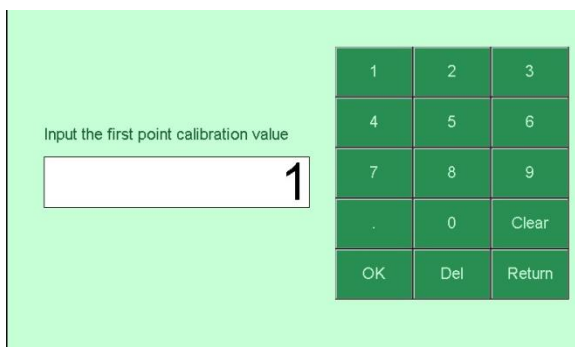 Input the first point calibration value
1
1 2 3
4 5 6
7 8 9
. 0 Clear
OK Del Return